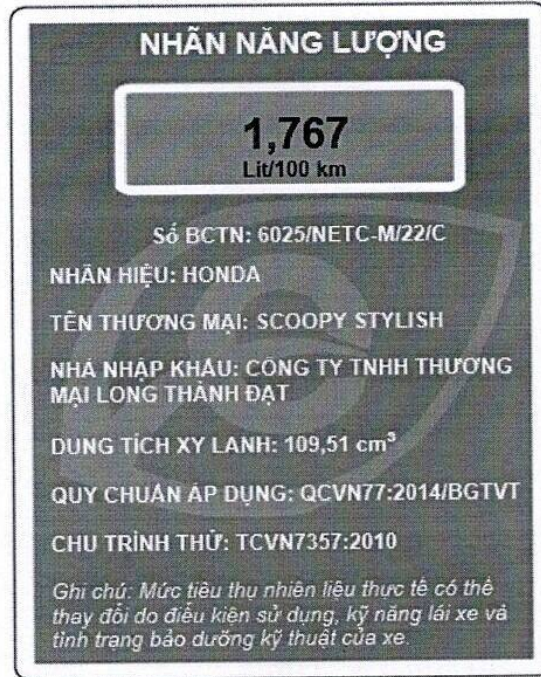 NHÃN NĂNG LƯỢNG
1,767
Lit/100 km
Số BCTN: 6025/NETC-M/22/C
NHÃN HIỆU: HONDA
TÊN THƯƠNG MẠI: SCOOPY STYLISH
NHÀ NHẬP KHẨU: CÔNG TY TNHH THƯƠNG
MẠI LONG THÀNH ĐẠT
DUNG TÍCH XY LANH: 109,51 cm³
QUY CHUẨN ÁP DỤNG: QCVN77:2014/BGTVT
CHU TRÌNH THỬ: TCVN7357:2010
Ghi chú: Mức tiêu thụ nhiên liệu thực tế có thể
thay đổi do điều kiện sử dụng, kỹ năng lái xe và
tình trạng bảo dưỡng kỹ thuật của xe.